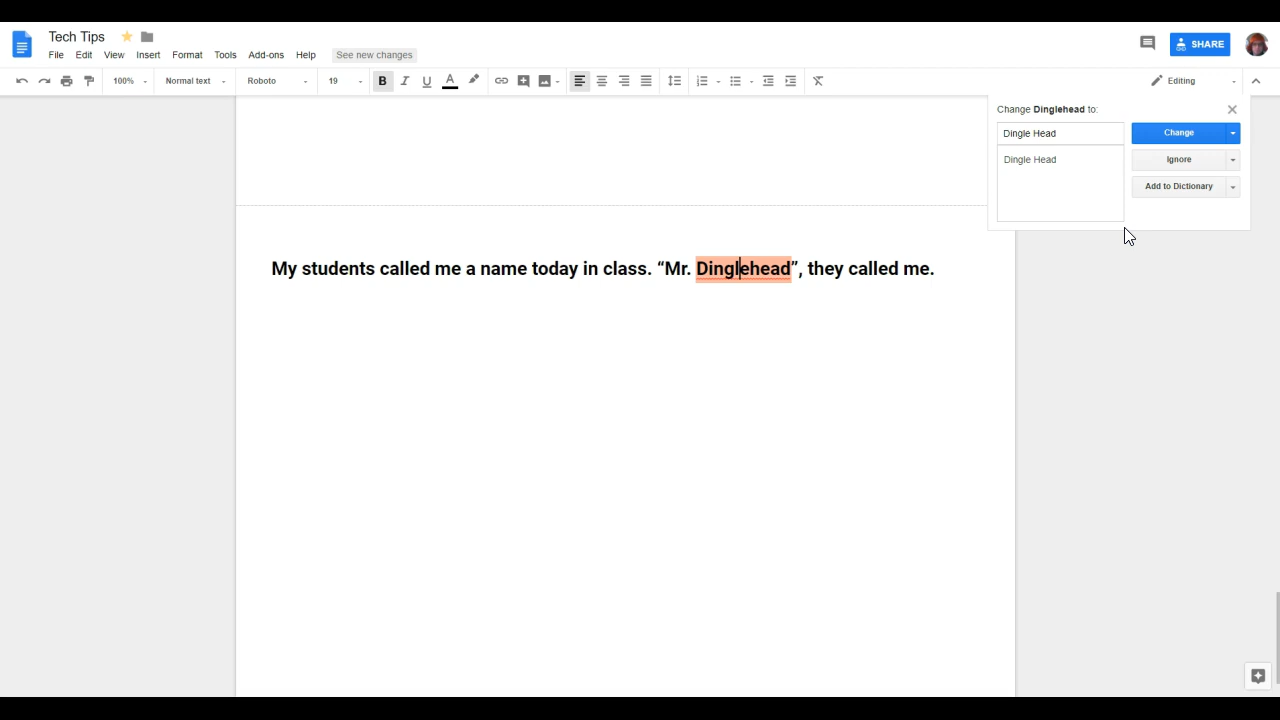 Tech Tips
File Edit View Insert Format Tools Add-ons Help See new changes
SHARE
100% Normal text Roboto 19 B I U A Editing
Change Dinglehead to:
Dingle Head Change
Dingle Head Ignore
Add to Dictionary
My students called me a name today in class. “Mr. Dinglehead”, they called me.